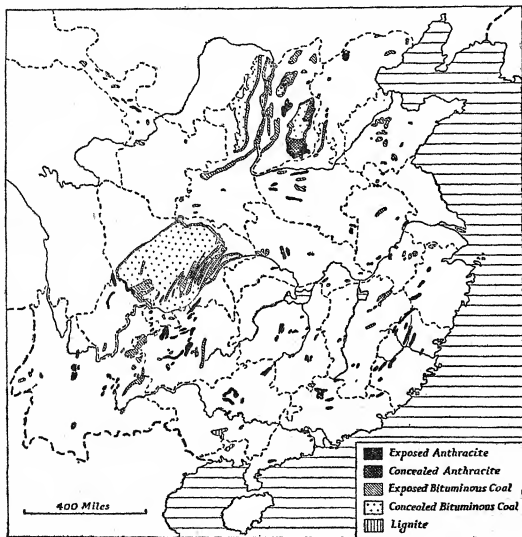 Exposed Anthracite
Concealed Anthracite
Exposed Bituminous Coal
Concealed Bituminous Coal
Lignite
400 Miles